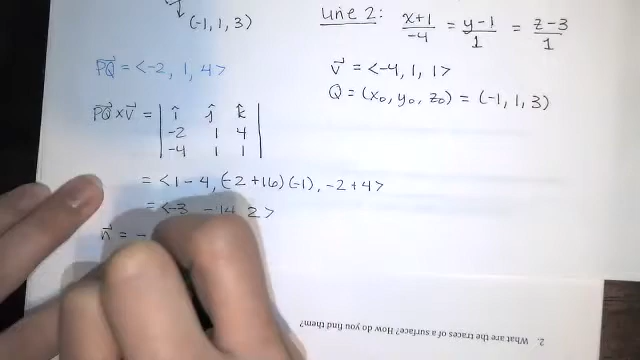 (-1, 1, 3)
PQ = <-2, 1, 4>
PQ x v = | î ĵ k̂ |
-2 1 4
-4 1 1
= <1-4, (-2+16)(-1), -2+4>
= <-3 -14 2>
n = -
Line 2: x+1/-4 = y-1/1 = z-3/1
v = <-4, 1, 1>
Q = (x₀, y₀, z₀) = (-1, 1, 3)
2. What are the traces of a surface? How do you find them?